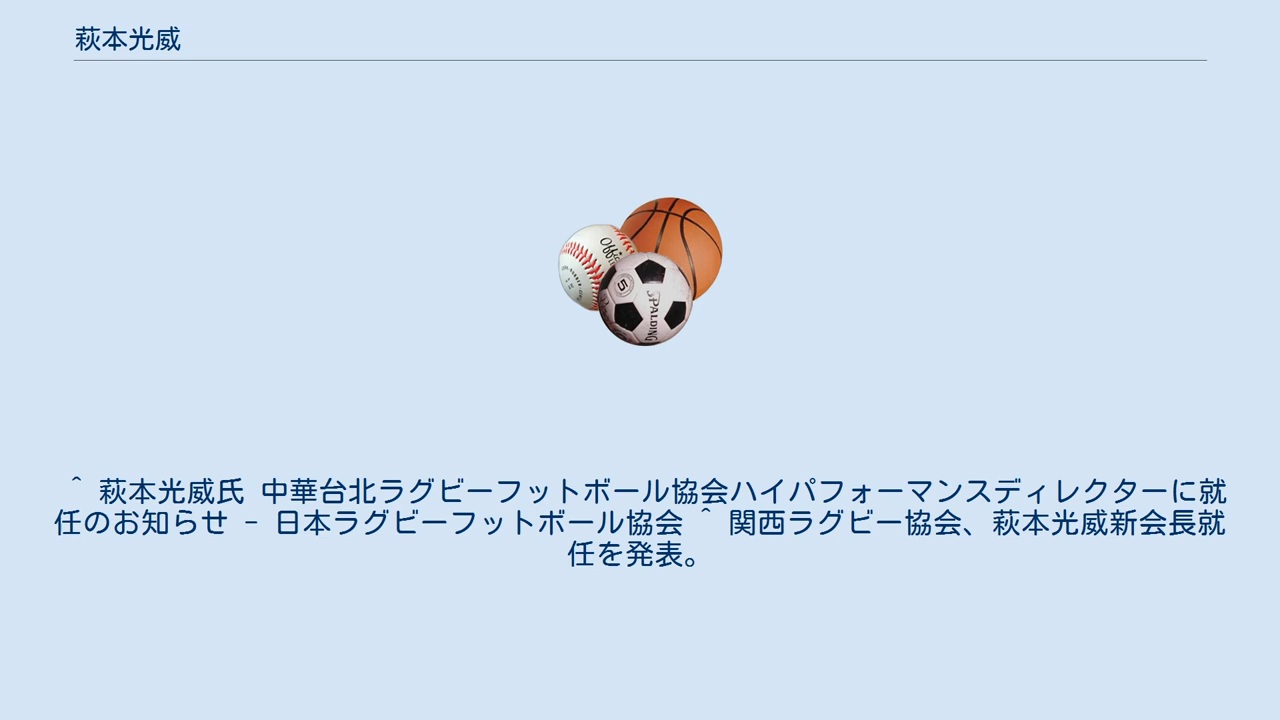 萩本光威
Offici
5
SPALDING
＾ 萩本光威氏 中華台北ラグビーフットボール協会ハイパフォーマンスディレクターに就
任のお知らせ - 日本ラグビーフットボール協会 ＾ 関西ラグビー協会、萩本光威新会長就
任を発表。